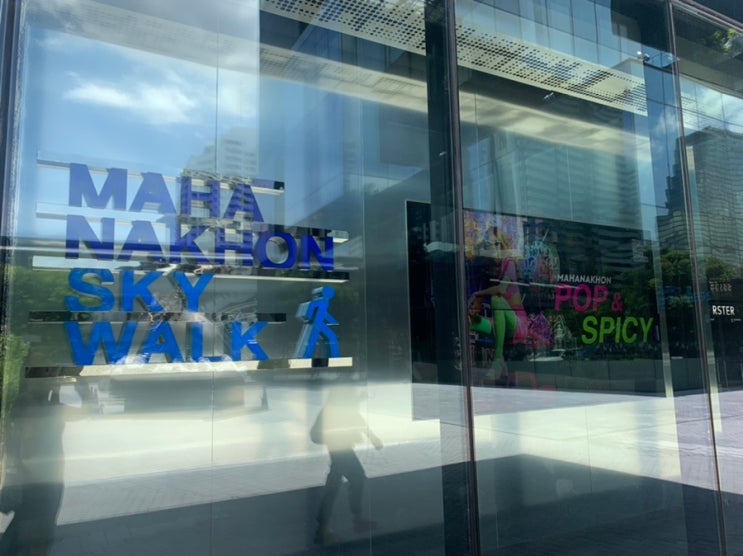 MAHA
NAKHON
SKY
WALK
MAHANAKHON
POP &
SPICY
RSTER